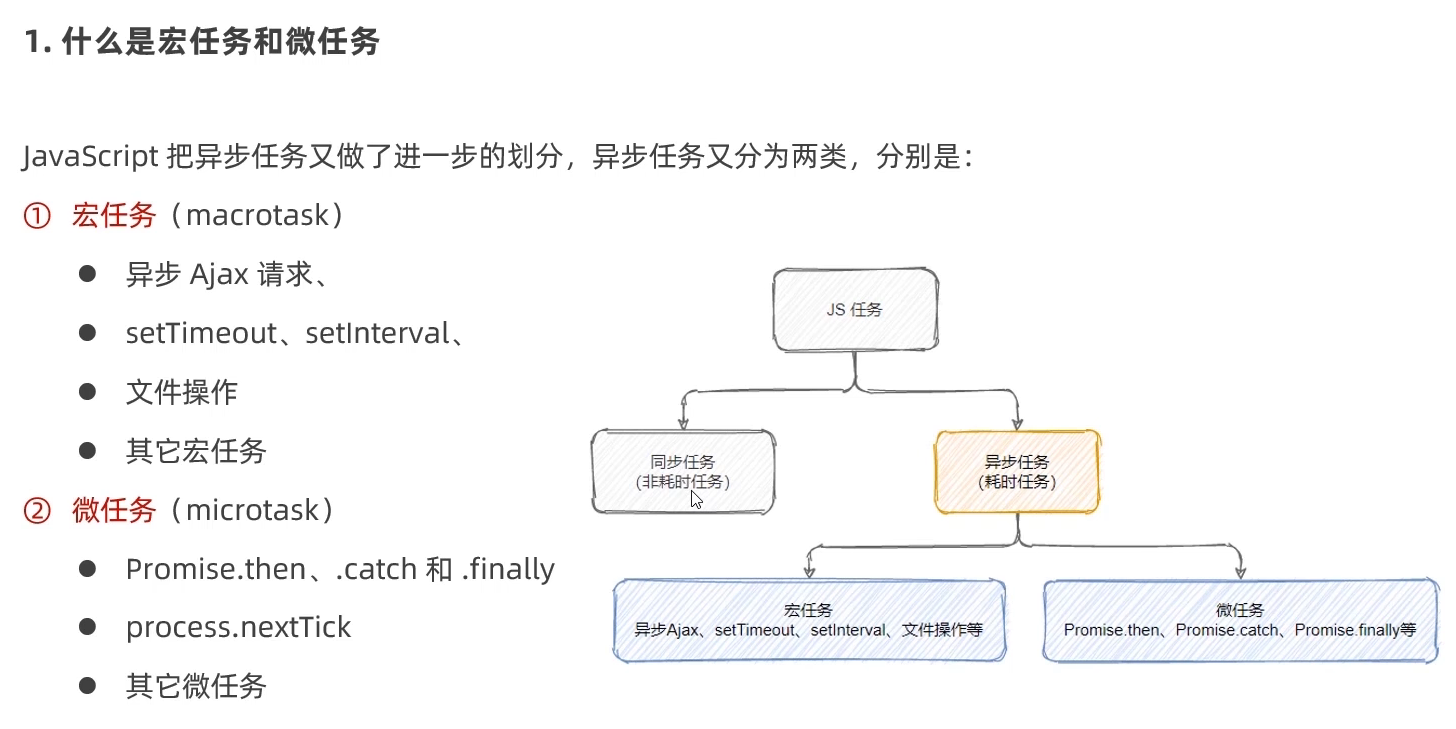 1. 什么是宏任务和微任务
JavaScript 把异步任务又做了进一步的划分，异步任务又分为两类，分别是：
① 宏任务（macrotask）
● 异步 Ajax 请求、
● setTimeout、setInterval、
● 文件操作
● 其它宏任务
② 微任务（microtask）
● Promise.then、.catch 和 .finally
● process.nextTick
● 其它微任务
JS 任务
同步任务
(非耗时任务)
异步任务
(耗时任务)
宏任务
异步Ajax、setTimeout、setInterval、文件操作等
微任务
Promise.then、Promise.catch、Promise.finally等